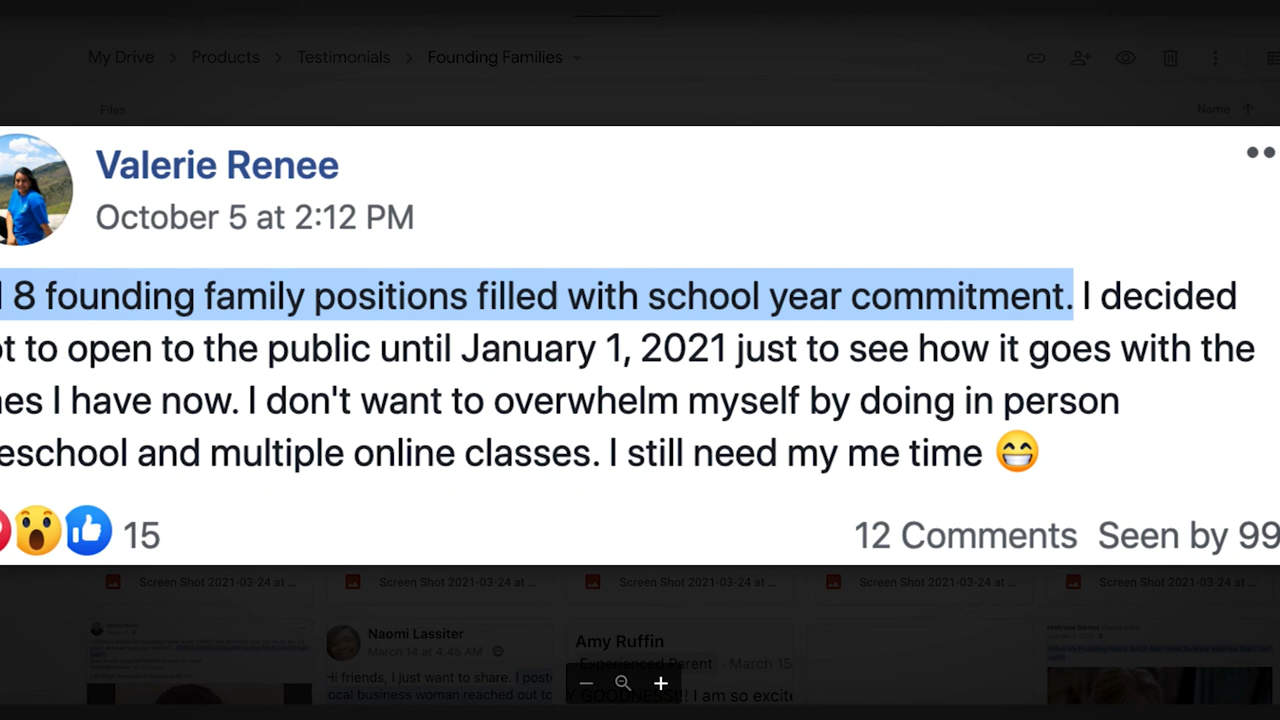 My Drive > Products > Testimonials > Founding Families
Files
Name
Valerie Renee
October 5 at 2:12 PM
8 founding family positions filled with school year commitment. I decided
to open to the public until January 1, 2021 just to see how it goes with the
I have now. I don't want to overwhelm myself by doing in person
eschool and multiple online classes. I still need my me time 😁
15
12 Comments Seen by 99
Screen Shot 2021-03-24 at ...
Screen Shot 2021-03-24 at ...
Screen Shot 2021-03-24 at ...
Screen Shot 2021-03-24 at ...
Screen Shot 2021-03-24 at ...
Naomi Lassiter
March 14 at 4:45 AM
Hi friends, I just want to share. I poste
ocal business woman reached out to
Amy Ruffin
Experienced Parent · March 15
Y GOODNESS!!! I am so excite